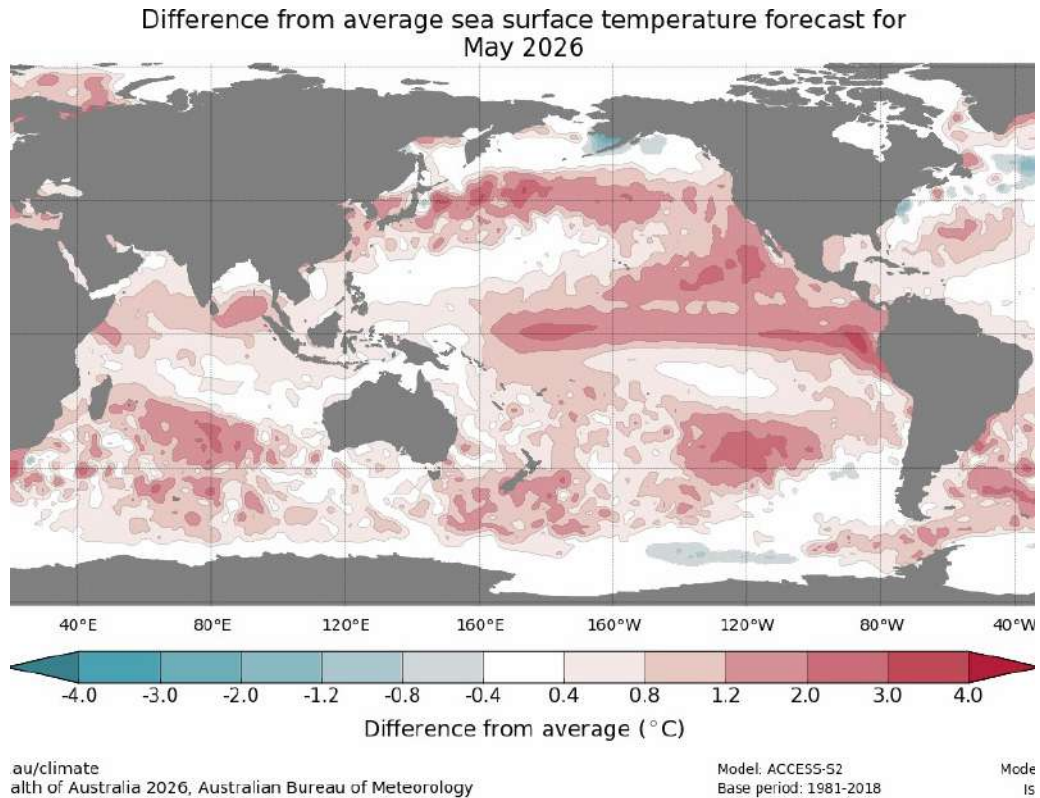 Difference from average sea surface temperature forecast for
May 2026
40°E 80°E 120°E 160°E 160°W 120°W 80°W 40°W
-4.0 -3.0 -2.0 -1.2 -0.8 -0.4 0.4 0.8 1.2 2.0 3.0 4.0
Difference from average (°C)
.au/climate
alth of Australia 2026, Australian Bureau of Meteorology
Model: ACCESS-S2
Base period: 1981-2018
Mode
Is